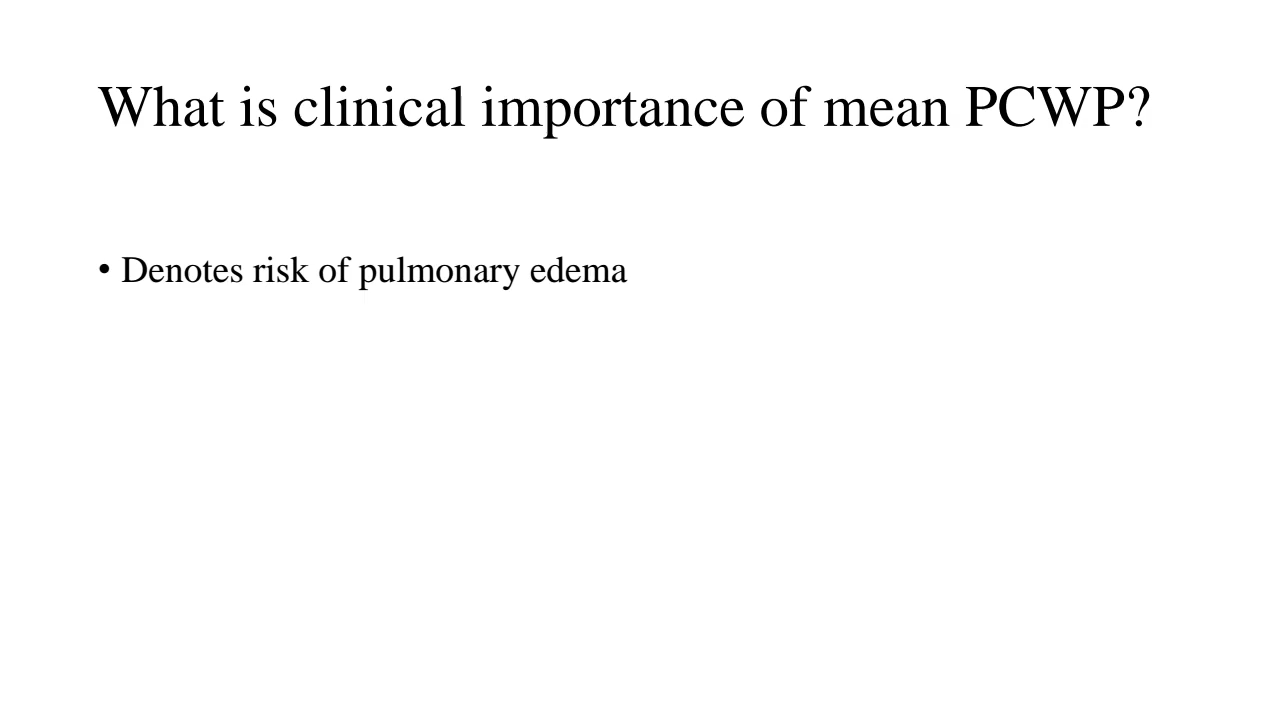 What is clinical importance of mean PCWP?
• Denotes risk of pulmonary edema